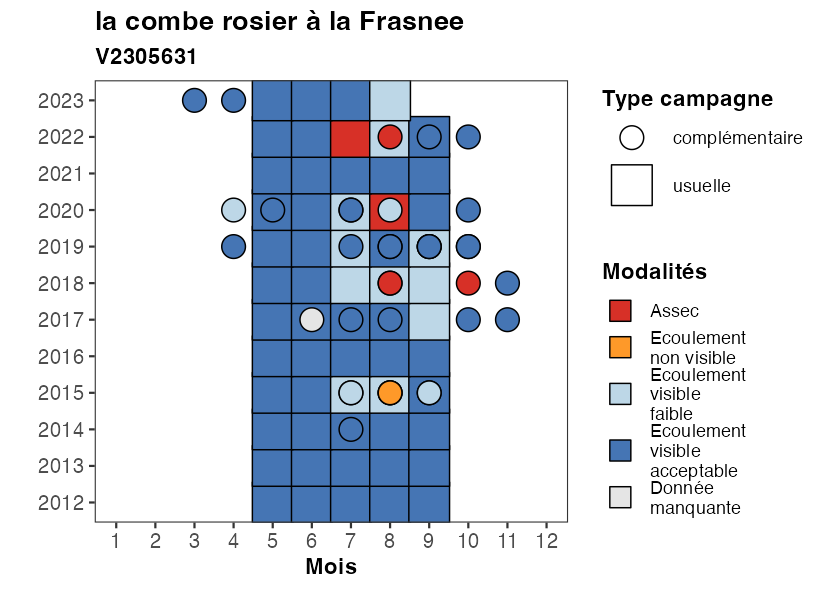 la combe rosier à la Frasnee
V2305631
2023
2022
2021
2020
2019
2018
2017
2016
2015
2014
2013
2012
1 2 3 4 5 6 7 8 9 10 11 12
Mois
Type campagne
complémentaire
usuelle
Modalités
Assec
Ecoulement
non visible
Ecoulement
visible
faible
Ecoulement
visible
acceptable
Donnée
manquante